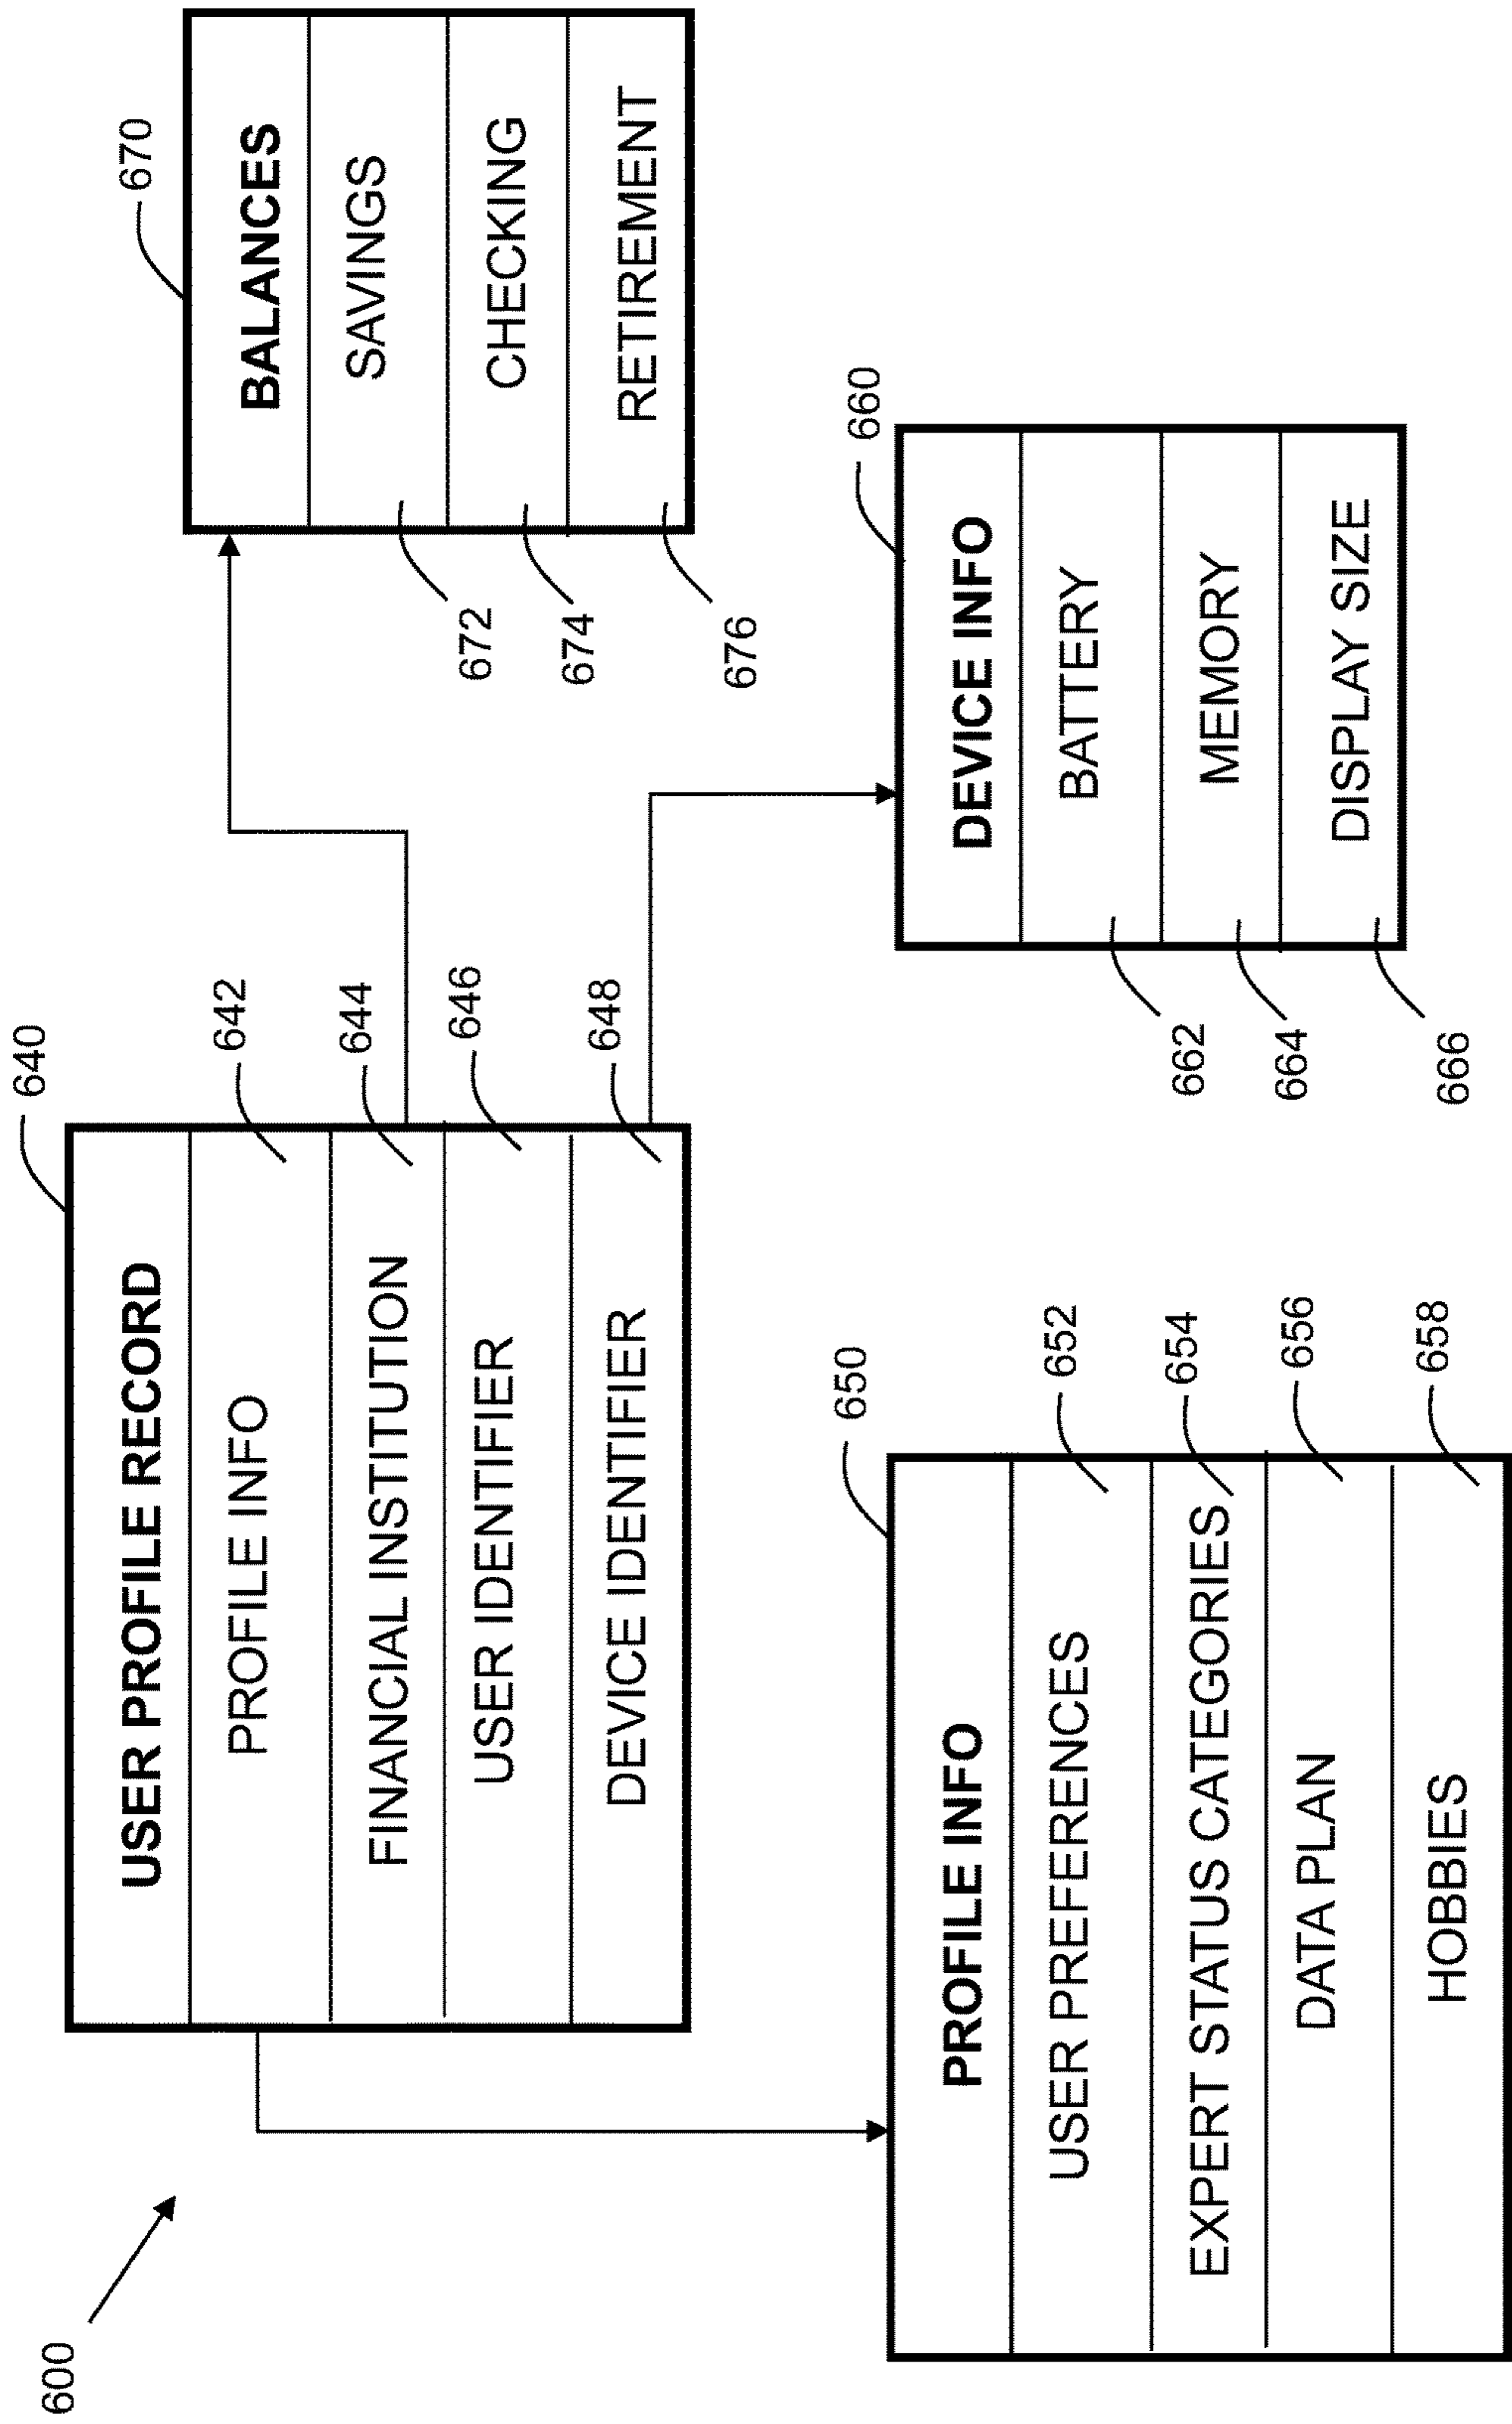 600
640
USER PROFILE RECORD
PROFILE INFO
642
FINANCIAL INSTITUTION
644
USER IDENTIFIER
646
DEVICE IDENTIFIER
648
670
BALANCES
SAVINGS
672
CHECKING
674
RETIREMENT
676
650
PROFILE INFO
USER PREFERENCES
652
EXPERT STATUS CATEGORIES
654
DATA PLAN
656
HOBBIES
658
660
DEVICE INFO
BATTERY
662
MEMORY
664
DISPLAY SIZE
666